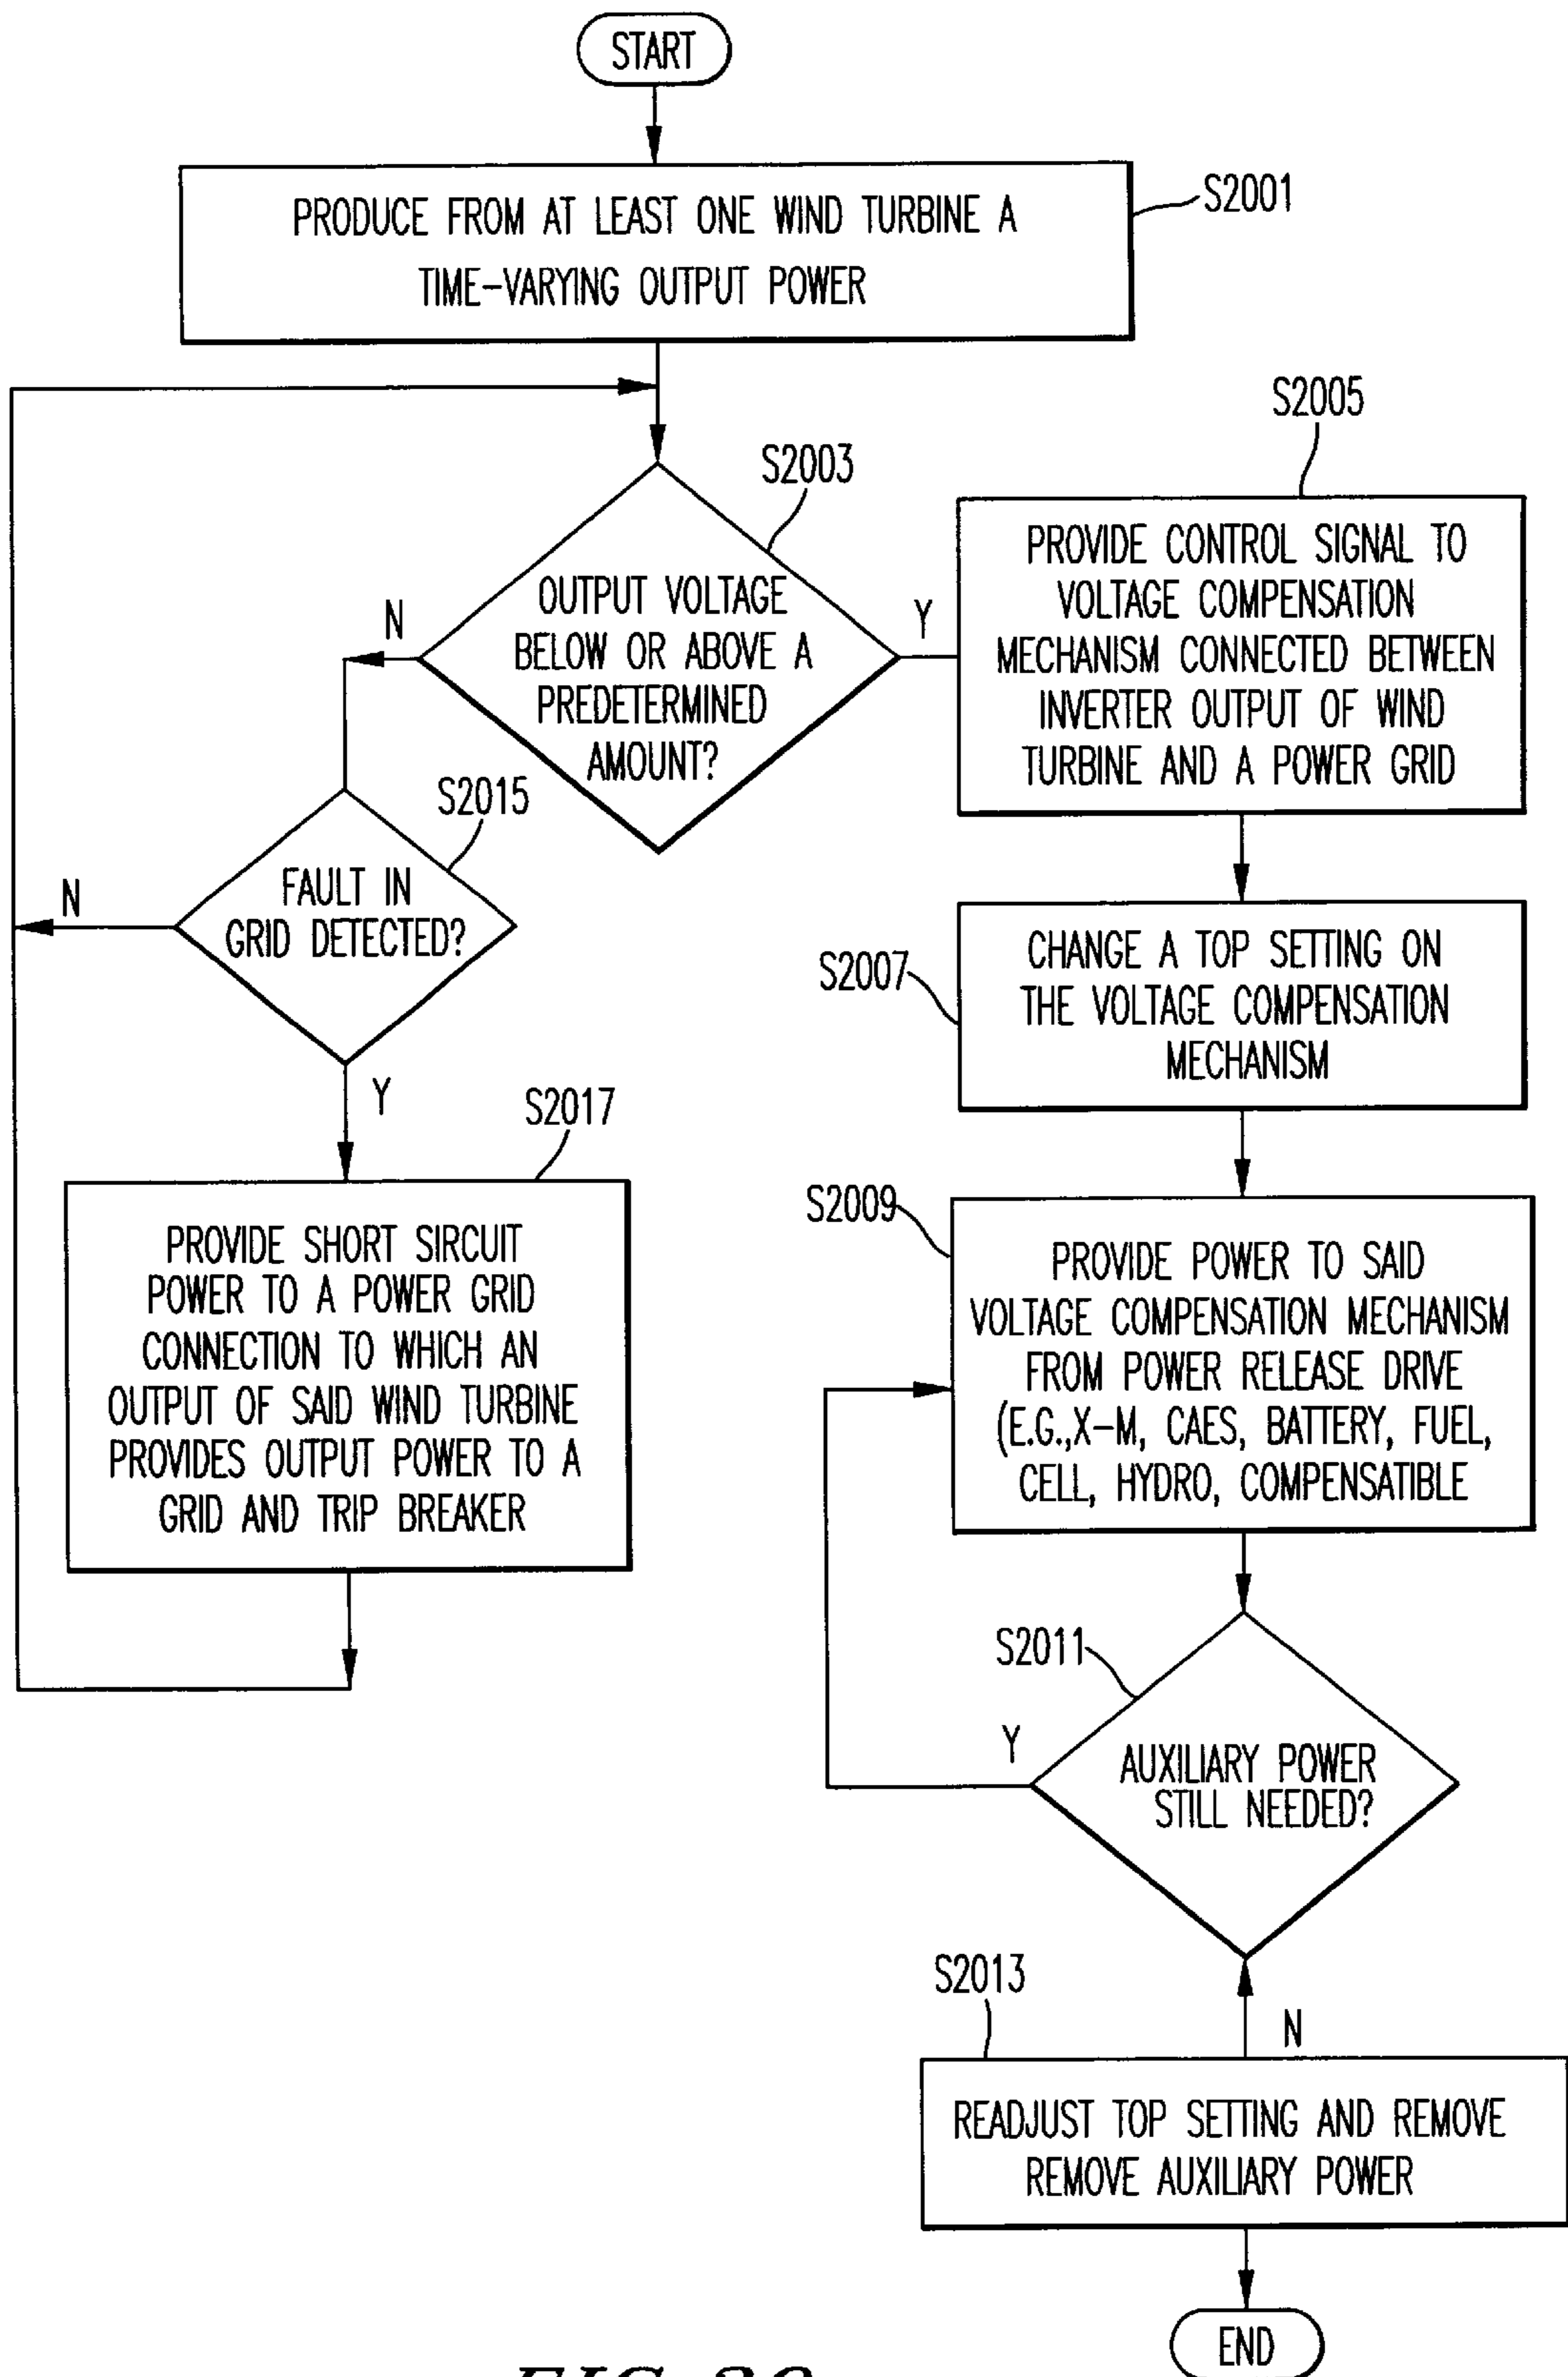 START
PRODUCE FROM AT LEAST ONE WIND TURBINE A
TIME-VARYING OUTPUT POWER
S2001
S2003
OUTPUT VOLTAGE
BELOW OR ABOVE A
PREDETERMINED
AMOUNT?
N
Y
S2005
PROVIDE CONTROL SIGNAL TO
VOLTAGE COMPENSATION
MECHANISM CONNECTED BETWEEN
INVERTER OUTPUT OF WIND
TURBINE AND A POWER GRID
S2015
FAULT IN
GRID DETECTED?
N
Y
S2007
CHANGE A TOP SETTING ON
THE VOLTAGE COMPENSATION
MECHANISM
S2017
PROVIDE SHORT SIRCUIT
POWER TO A POWER GRID
CONNECTION TO WHICH AN
OUTPUT OF SAID WIND TURBINE
PROVIDES OUTPUT POWER TO A
GRID AND TRIP BREAKER
S2009
PROVIDE POWER TO SAID
VOLTAGE COMPENSATION MECHANISM
FROM POWER RELEASE DRIVE
(E.G.,X-M, CAES, BATTERY, FUEL,
CELL, HYDRO, COMPENSATIBLE
S2011
Y
AUXILIARY POWER
STILL NEEDED?
S2013
N
READJUST TOP SETTING AND REMOVE
REMOVE AUXILIARY POWER
END